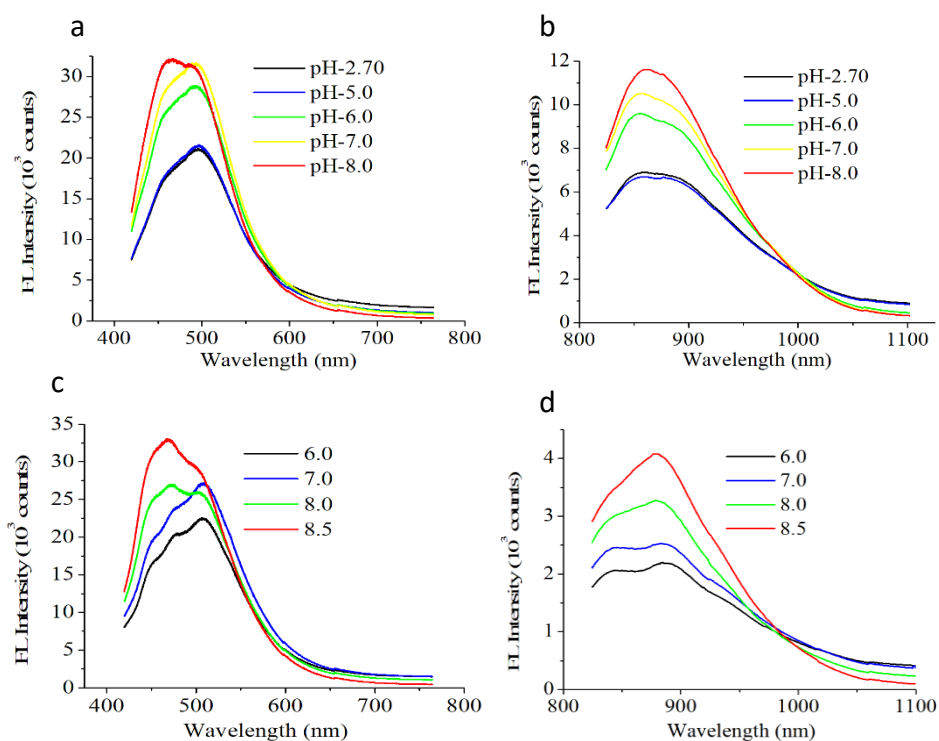 a
FL Intensity (10³ counts)
30
25
20
15
10
5
0
400 500 600 700 800
Wavelength (nm)
pH-2.70
pH-5.0
pH-6.0
pH-7.0
pH-8.0
b
FL Intensity (10³ counts)
12
10
8
6
4
2
0
800 900 1000 1100
Wavelength (nm)
pH-2.70
pH-5.0
pH-6.0
pH-7.0
pH-8.0
c
FL Intensity (10³ counts)
35
30
25
20
15
10
5
0
400 500 600 700 800
Wavelength (nm)
6.0
7.0
8.0
8.5
d
FL Intensity (10³ counts)
4
3
2
1
0
800 900 1000 1100
Wavelength (nm)
6.0
7.0
8.0
8.5